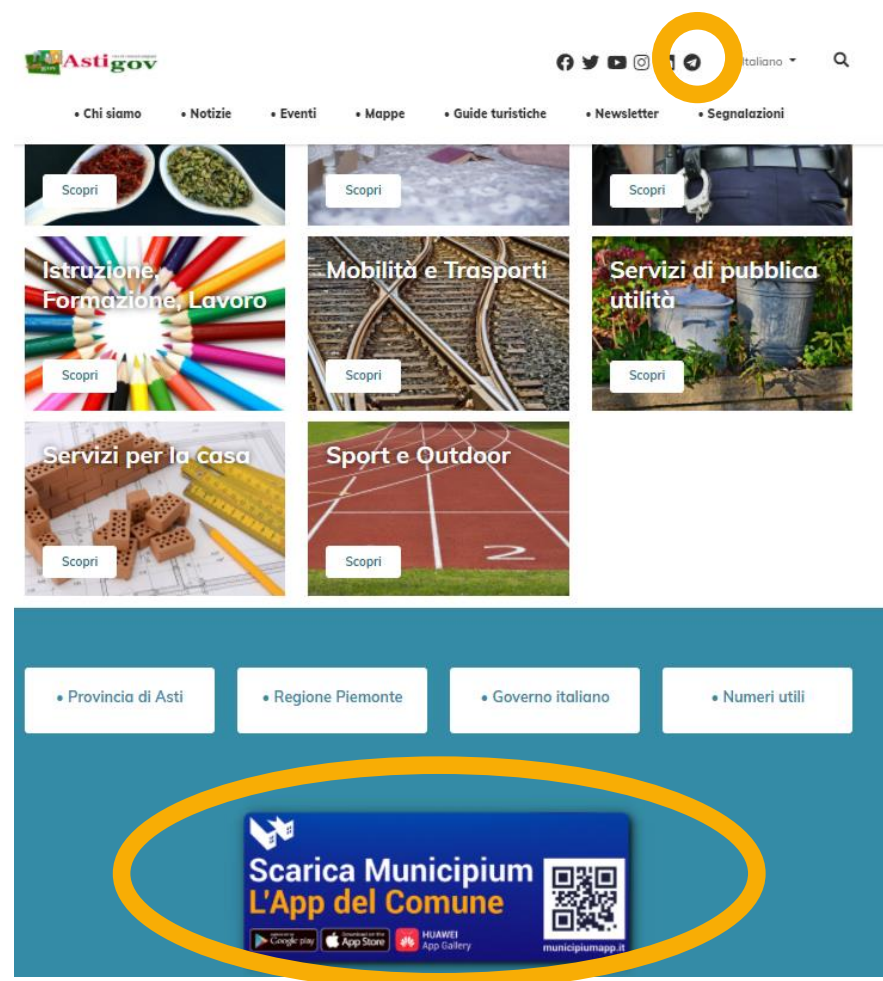 Astigov
Italiano
• Chi siamo • Notizie • Eventi • Mappe • Guide turistiche • Newsletter • Segnalazioni
Scopri
Scopri
Scopri
Istruzione,
Formazione, Lavoro
Scopri
Mobilità e Trasporti
Scopri
Servizi di pubblica
utilità
Scopri
Servizi per la casa
Scopri
Sport e Outdoor
2
Scopri
• Provincia di Asti
• Regione Piemonte
• Governo italiano
• Numeri utili
Scarica Municipium
L'App del Comune
Google play
App Store
HUAWEI
App Gallery
municipiumapp.it